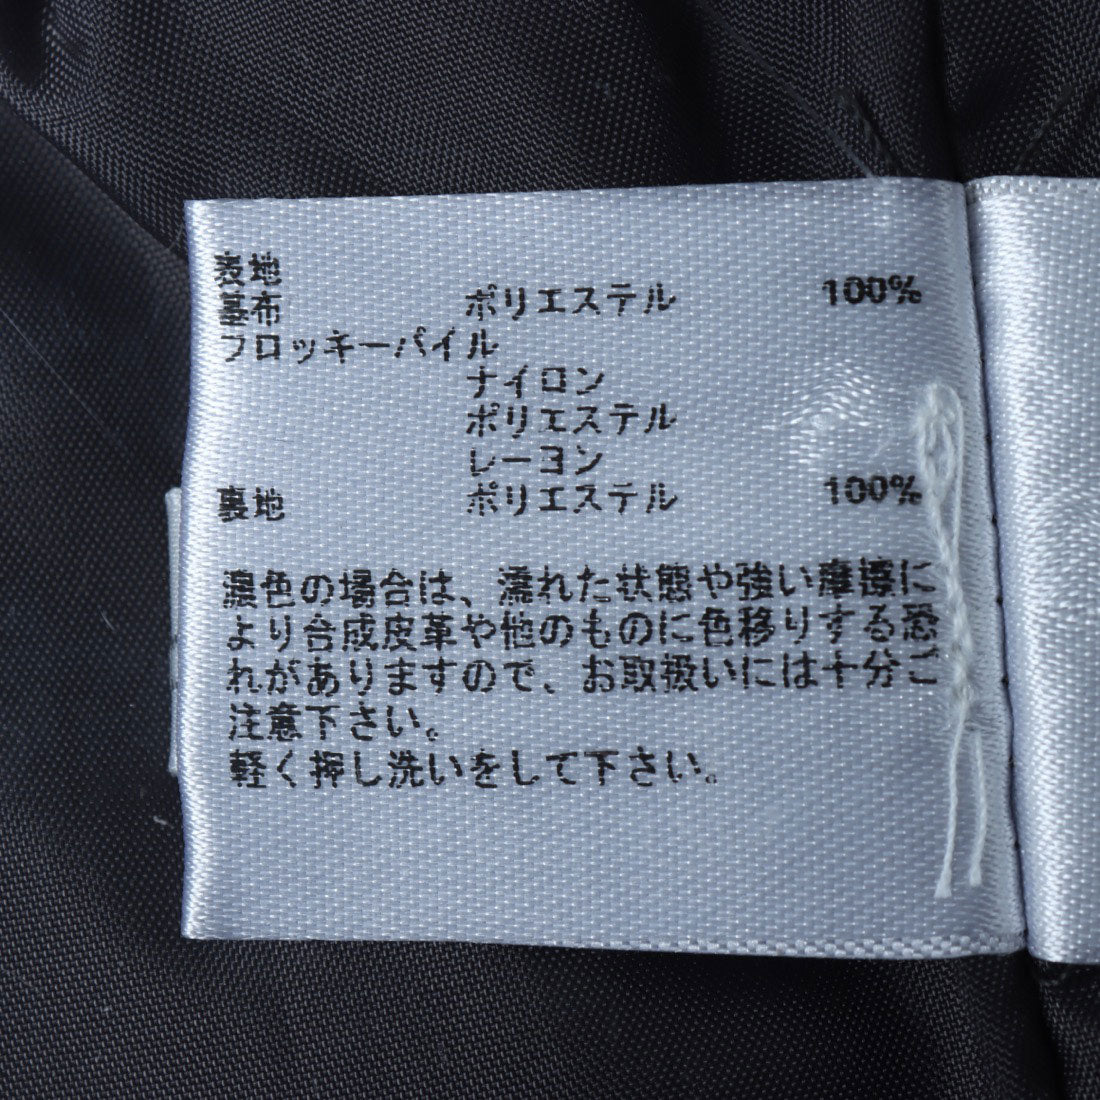 表地
基布 ポリエステル 100%
フロッキーパイル
ナイロン
ポリエステル
レーヨン
裏地 ポリエステル 100%
濃色の場合は、濡れた状態や強い摩擦に
より合成皮革や他のものに色移りする恐
れがありますので、お取扱いには十分ご
注意下さい。
軽く押し洗いをして下さい。